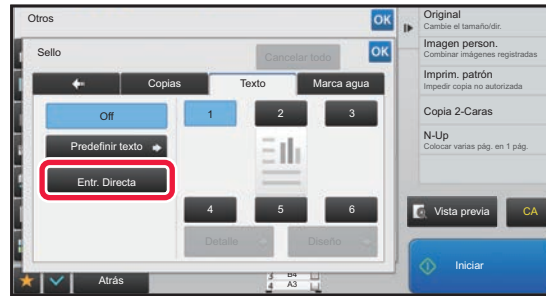 Otros
OK
Sello
Cancelar todo
OK
Copias
Texto
Marca agua
Off
1
2
3
Predefinir texto
Entr. Directa
4
5
6
Detalle
Diseño
Atrás
3 B4
4 A3
Original
Cambie el tamaño/dir.
Imagen person.
Combinar imágenes registradas
Imprim. patrón
Impedir copia no autorizada
Copia 2-Caras
N-Up
Colocar varias pág. en 1 pág.
Vista previa
CA
Iniciar